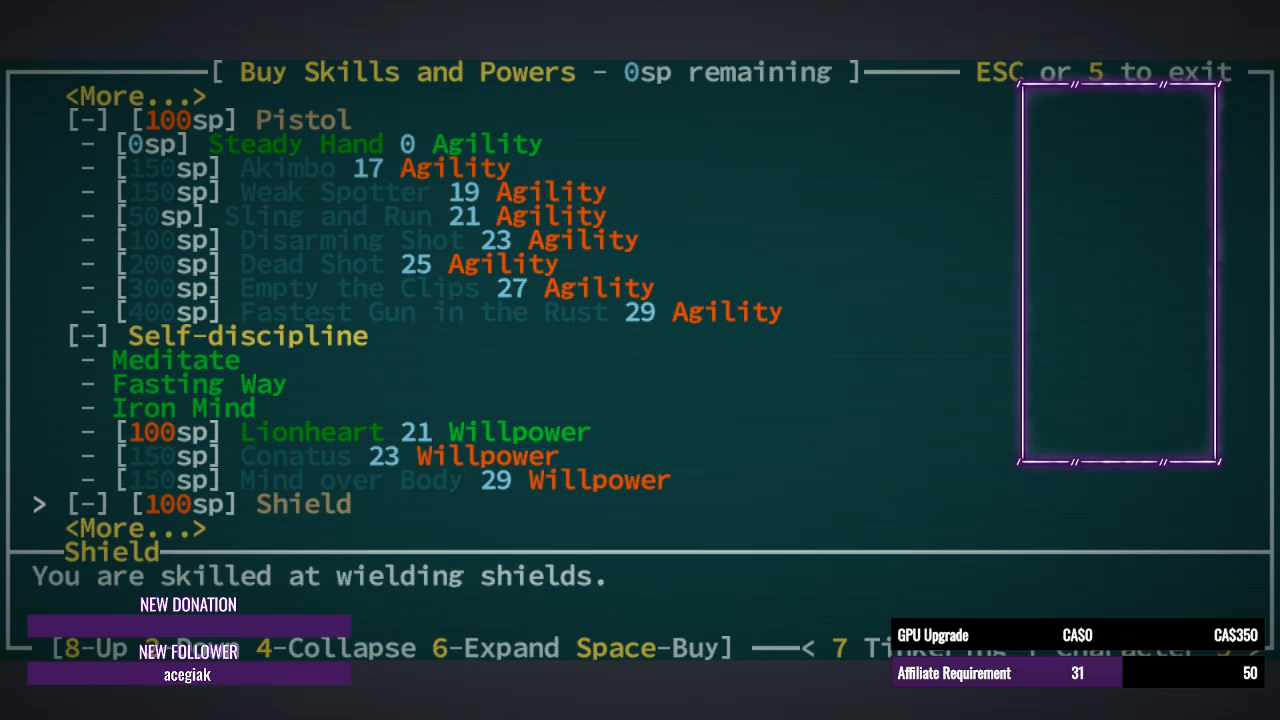 [ Buy Skills and Powers - 0sp remaining ] ESC or 5 to exit
<More...>
[-] [100sp] Pistol
- [0sp] Steady Hand 0 Agility
- [150sp] Akimbo 17 Agility
- [150sp] Weak Spotter 19 Agility
- [50sp] Sling and Run 21 Agility
- [100sp] Disarming Shot 23 Agility
- [200sp] Dead Shot 25 Agility
- [300sp] Empty the Clips 27 Agility
- [400sp] Fastest Gun in the Rust 29 Agility
[-] Self-discipline
- Meditate
- Fasting Way
- Iron Mind
- [100sp] Lionheart 21 Willpower
- [150sp] Conatus 23 Willpower
- [150sp] Mind over Body 29 Willpower
> [-] [100sp] Shield
<More...>
Shield
You are skilled at wielding shields.
NEW DONATION
[8-Up 2-Down 4-Collapse 6-Expand Space-Buy] < 7
NEW FOLLOWER
acegiak
GPU Upgrade CA$0 CA$350
Affiliate Requirement 31 50